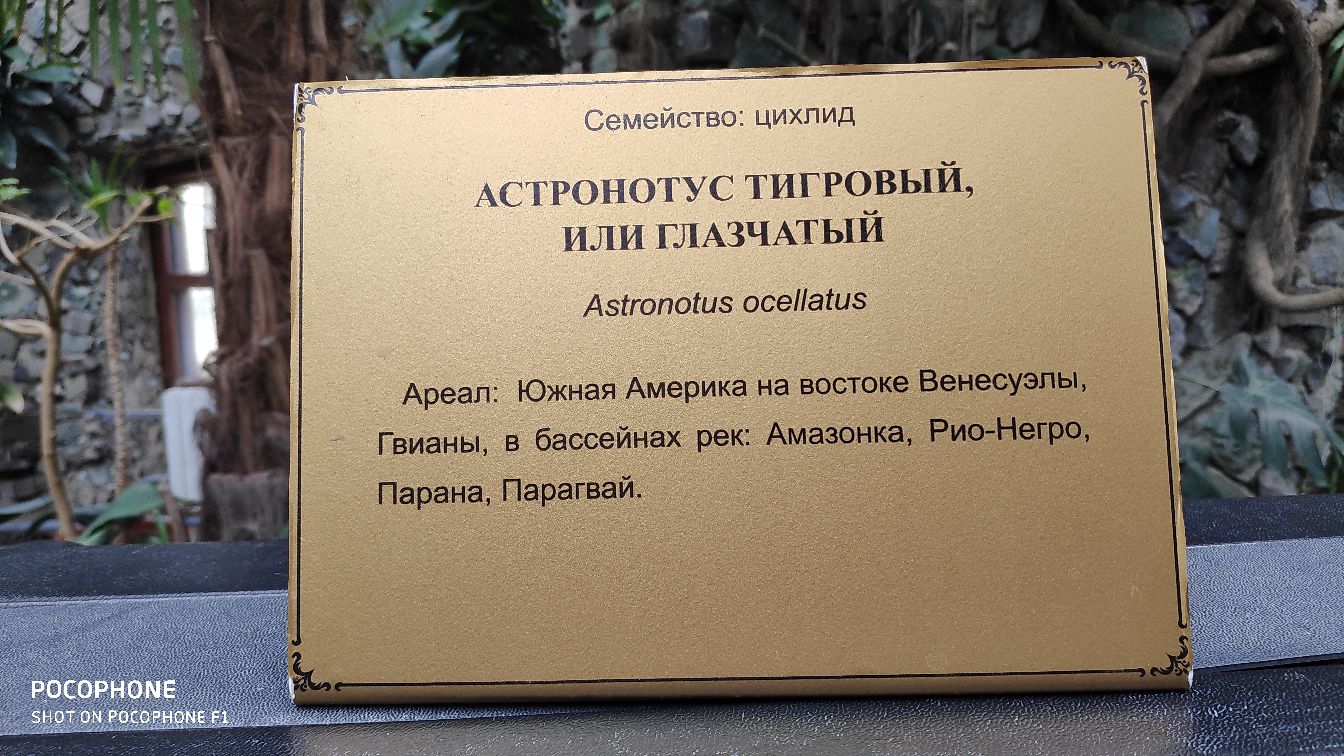 Семейство: цихлид
АСТРОНОТУС ТИГРОВЫЙ,
ИЛИ ГЛАЗЧАТЫЙ
Astronotus ocellatus
Ареал: Южная Америка на востоке Венесуэлы,
Гвианы, в бассейнах рек: Амазонка, Рио-Негро,
Парана, Парагвай.
POCOPHONE
SHOT ON POCOPHONE F1